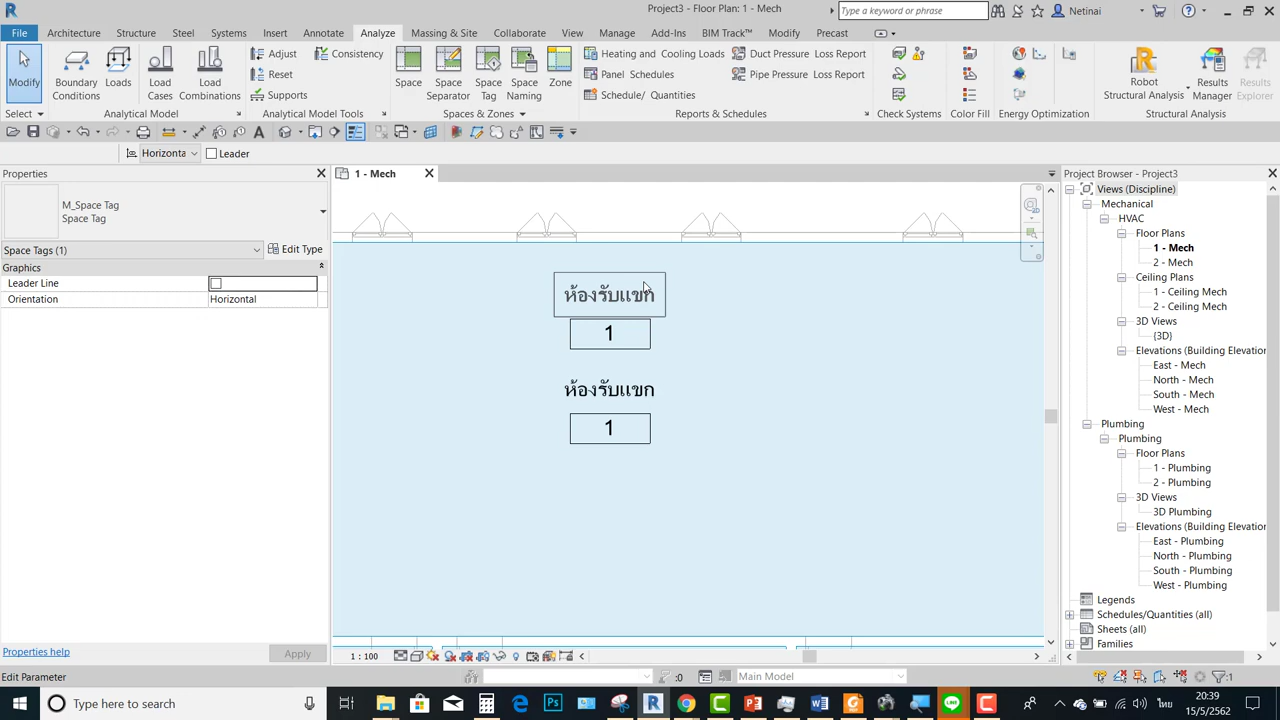 Project3 - Floor Plan: 1 - Mech
Type a keyword or phrase
Netinai
File Architecture Structure Steel Systems Insert Annotate Analyze Massing & Site Collaborate View Manage Add-Ins BIM Track™ Modify Precast
Modify
Boundary Conditions
Loads
Load Cases
Load Combinations
Adjust
Reset
Supports
Consistency
Space
Space Separator
Space Tag
Space Naming
Zone
Heating and Cooling Loads
Panel Schedules
Schedule/ Quantities
Duct Pressure Loss Report
Pipe Pressure Loss Report
Robot Structural Analysis
Results Manager
Results Explorer
Select
Analytical Model
Analytical Model Tools
Spaces & Zones
Reports & Schedules
Check Systems
Color Fill
Energy Optimization
Structural Analysis
Horizonta
Leader
Properties
M_Space Tag
Space Tag
Space Tags (1)
Edit Type
Graphics
Leader Line
Orientation Horizontal
Properties help
Apply
1 - Mech
ห้องรับแขก
1
ห้องรับแขก
1
1 : 100
Project Browser - Project3
Views (Discipline)
Mechanical
HVAC
Floor Plans
1 - Mech
2 - Mech
Ceiling Plans
1 - Ceiling Mech
2 - Ceiling Mech
3D Views
{3D}
Elevations (Building Elevation
East - Mech
North - Mech
South - Mech
West - Mech
Plumbing
Plumbing
Floor Plans
1 - Plumbing
2 - Plumbing
3D Views
3D Plumbing
Elevations (Building Elevation
East - Plumbing
North - Plumbing
South - Plumbing
West - Plumbing
Legends
Schedules/Quantities (all)
Sheets (all)
Families
Edit Parameter
:0
Main Model
:1
Type here to search
ไทย
20:39
15/5/2562